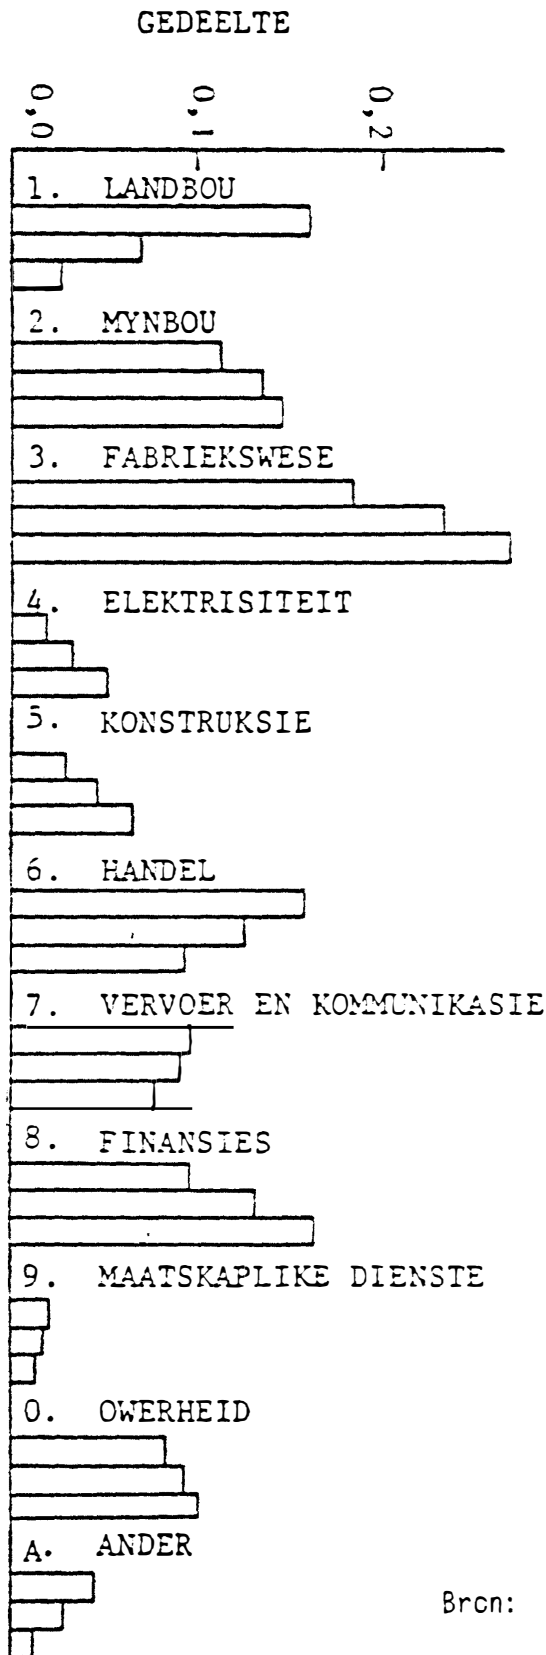 GEDEELTE
0,0 0,1 0,2
1. LANDBOU
2. MYNBOU
3. FABRIEKSWESE
4. ELEKTRISITEIT
5. KONSTRUKSIE
6. HANDEL
7. VERVOER EN KOMMUNIKASIE
8. FINANSIES
9. MAATSKAPLIKE DIENSTE
0. OWERHEID
A. ANDER
Bron: